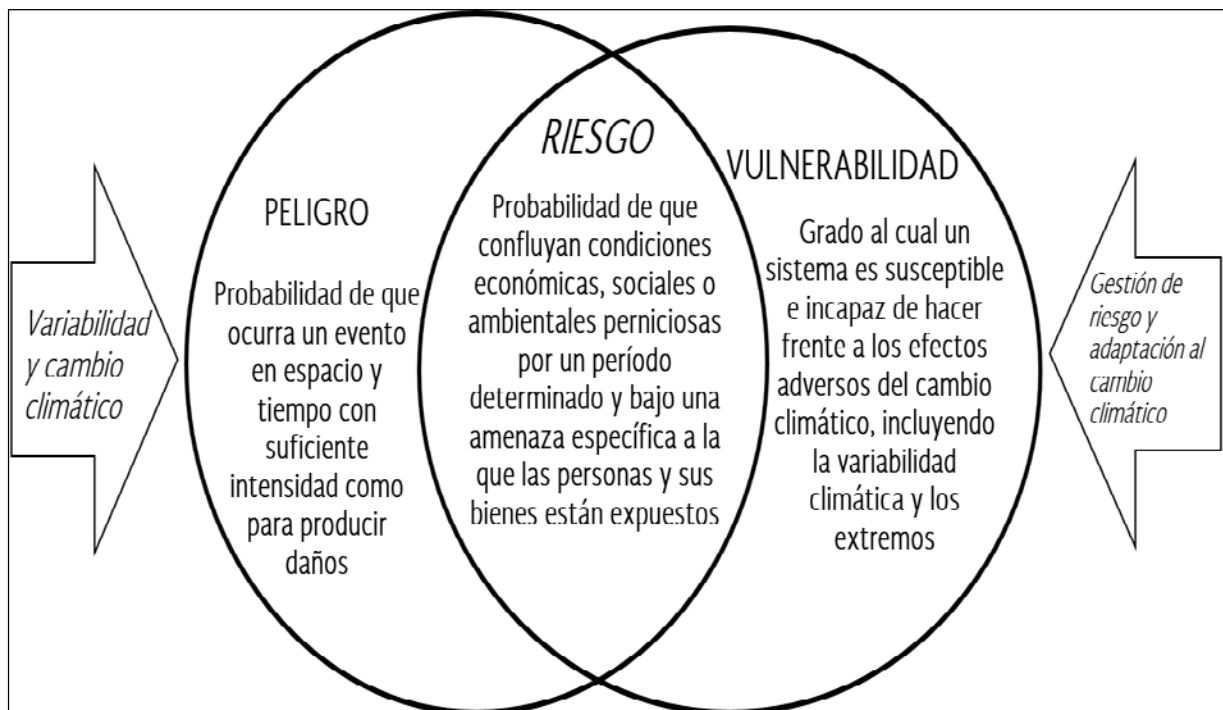 Variabilidad
y cambio
climático
PELIGRO
Probabilidad de que
ocurra un evento
en espacio y
tiempo con
suficiente
intensidad como
para producir
daños
RIESGO
Probabilidad de que
confluyan condiciones
económicas, sociales o
ambientales perniciosas
por un período
determinado y bajo una
amenaza específica a la
que las personas y sus
bienes están expuestos
VULNERABILIDAD
Grado al cual un
sistema es susceptible
e incapaz de hacer
frente a los efectos
adversos del cambio
climático, incluyendo
la variabilidad
climática y los
extremos
Gestión de
riesgo y
adaptación al
cambio
climático